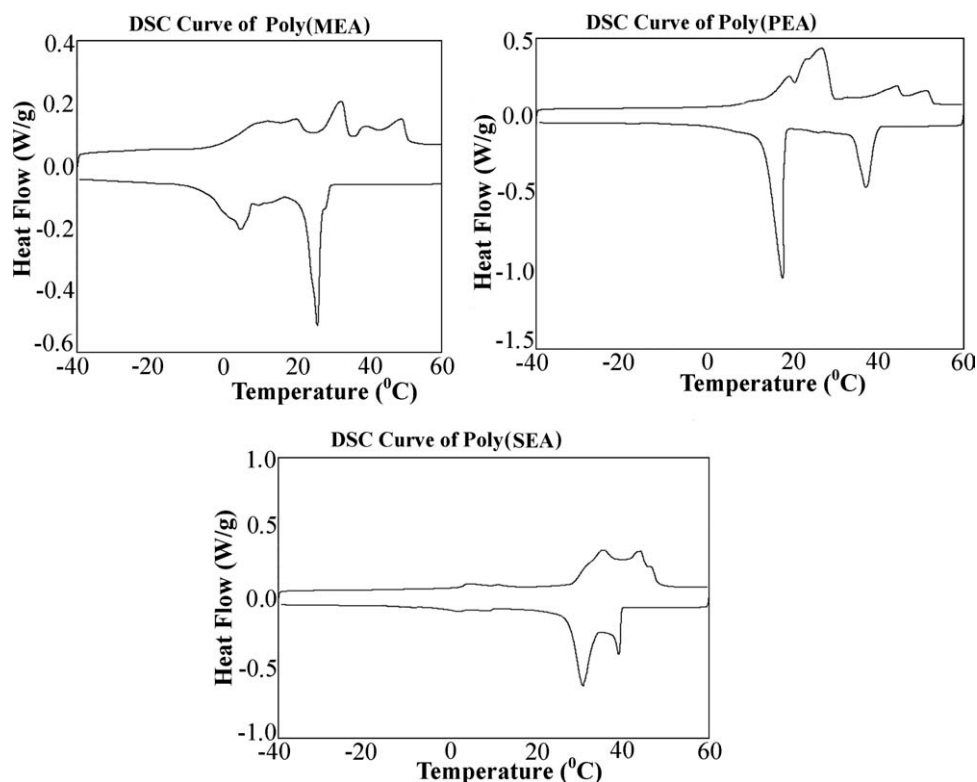 DSC Curve of Poly(MEA)
0.4
0.2
0.0
-0.2
-0.4
-0.6
Heat Flow (W/g)
-40 -20 0 20 40 60
Temperature (⁰C)
DSC Curve of Poly(PEA)
0.5
0.0
-0.5
-1.0
-1.5
Heat Flow (W/g)
-40 -20 0 20 40 60
Temperature (⁰C)
DSC Curve of Poly(SEA)
1.0
0.5
0.0
-0.5
-1.0
Heat Flow (W/g)
-40 -20 0 20 40 60
Temperature (⁰C)